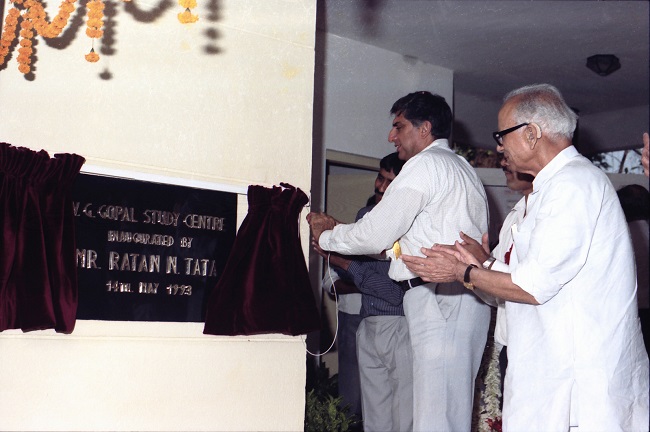 V. G. GOPAL STUDY CENTRE
INAUGURATED BY
MR. RATAN N. TATA
14TH. MAY 1993